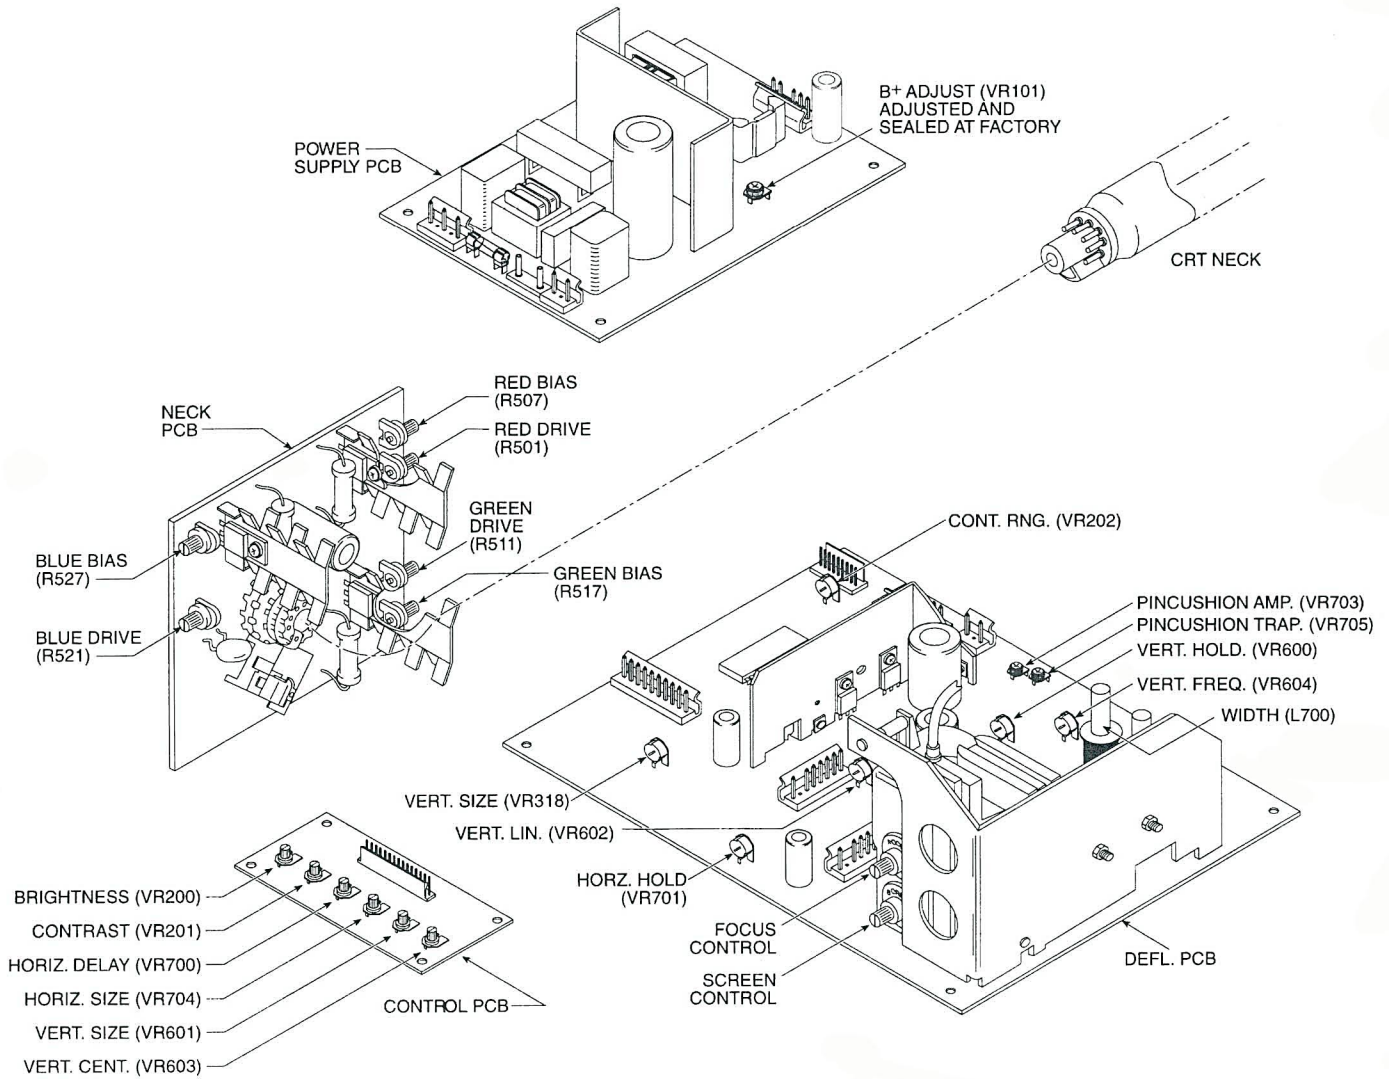 B+ ADJUST (VR101)
ADJUSTED AND
SEALED AT FACTORY
POWER
SUPPLY PCB
CRT NECK
RED BIAS
(R507)
NECK
PCB
RED DRIVE
(R501)
GREEN
DRIVE
(R511)
CONT. RNG. (VR202)
BLUE BIAS
(R527)
GREEN BIAS
(R517)
PINCUSHION AMP. (VR703)
PINCUSHION TRAP. (VR705)
BLUE DRIVE
(R521)
VERT. HOLD. (VR600)
VERT. FREQ. (VR604)
WIDTH (L700)
VERT. SIZE (VR318)
VERT. LIN. (VR602)
HORZ. HOLD
(VR701)
BRIGHTNESS (VR200)
CONTRAST (VR201)
FOCUS
CONTROL
HORIZ. DELAY (VR700)
DEFL. PCB
SCREEN
CONTROL
HORIZ. SIZE (VR704)
CONTROL PCB
VERT. SIZE (VR601)
VERT. CENT. (VR603)